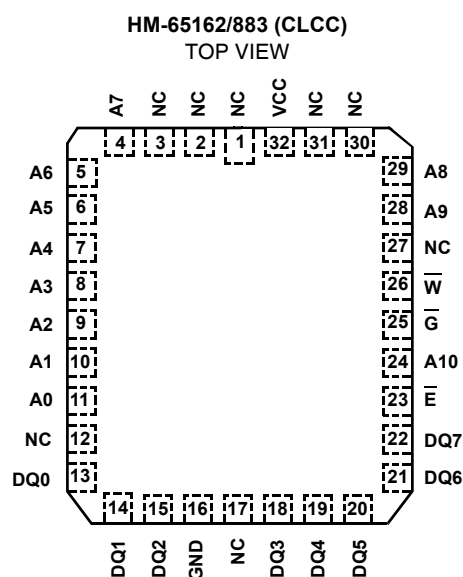 HM-65162/883 (CLCC)
TOP VIEW
A7 NC NC NC VCC NC NC
4 3 2 1 32 31 30
A6 5 29 A8
A5 6 28 A9
A4 7 27 NC
A3 8 26 W
A2 9 25 G
A1 10 24 A10
A0 11 23 E
NC 12 22 DQ7
DQ0 13 21 DQ6
14 15 16 17 18 19 20
DQ1 DQ2 GND NC DQ3 DQ4 DQ5